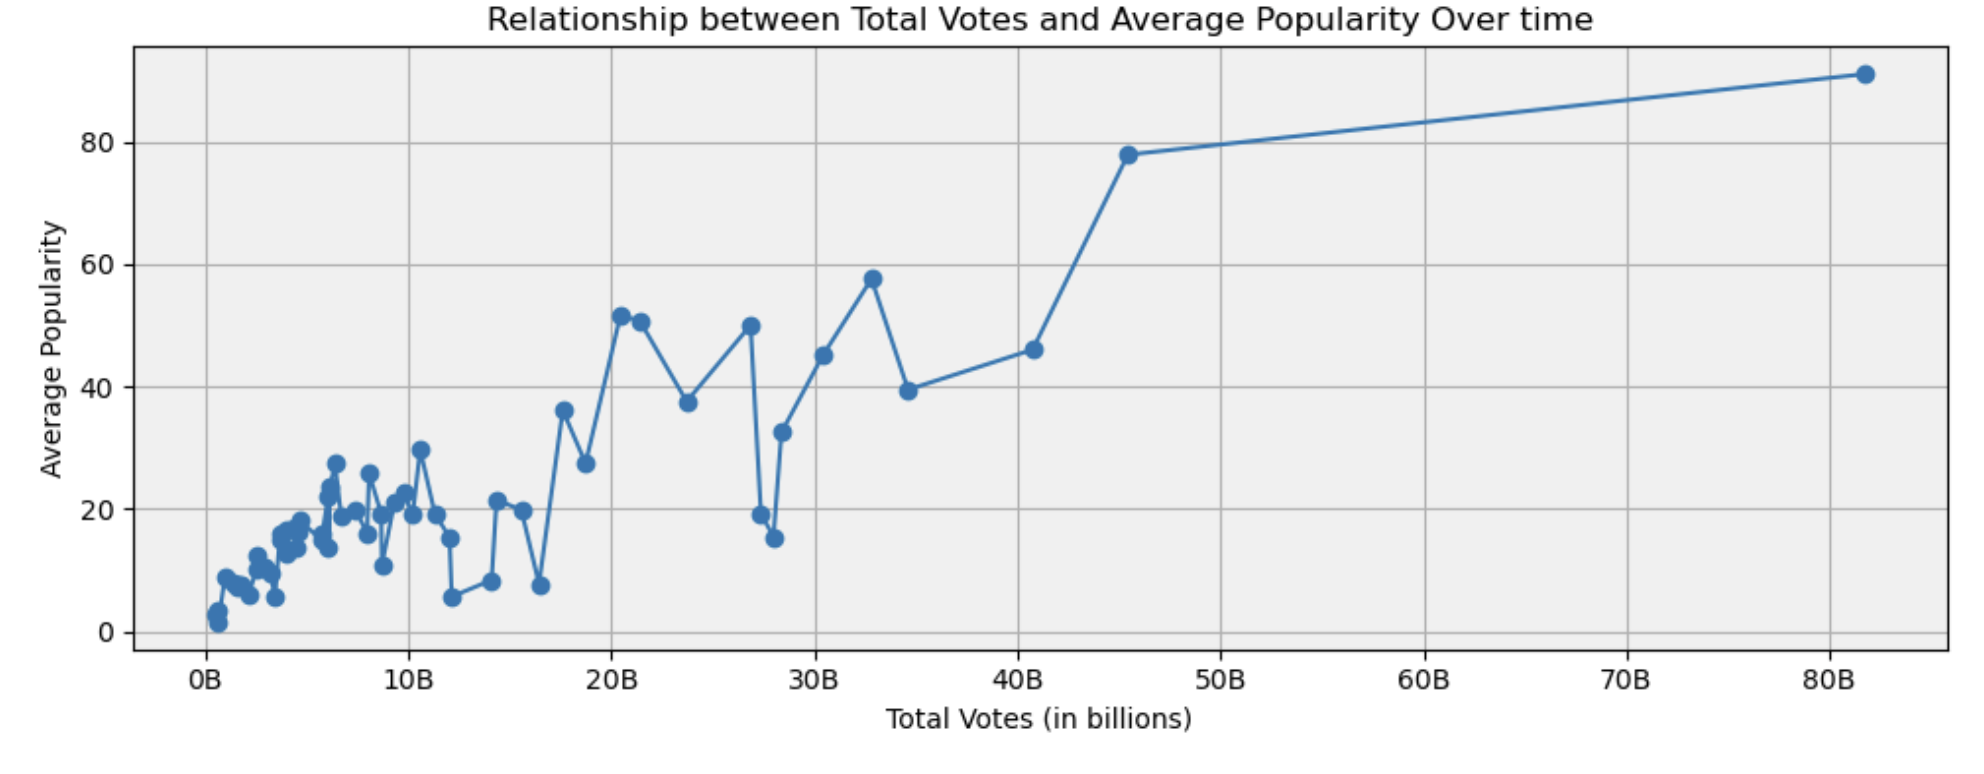 Relationship between Total Votes and Average Popularity Over time
Average Popularity
80
60
40
20
0
0B 10B 20B 30B 40B 50B 60B 70B 80B
Total Votes (in billions)